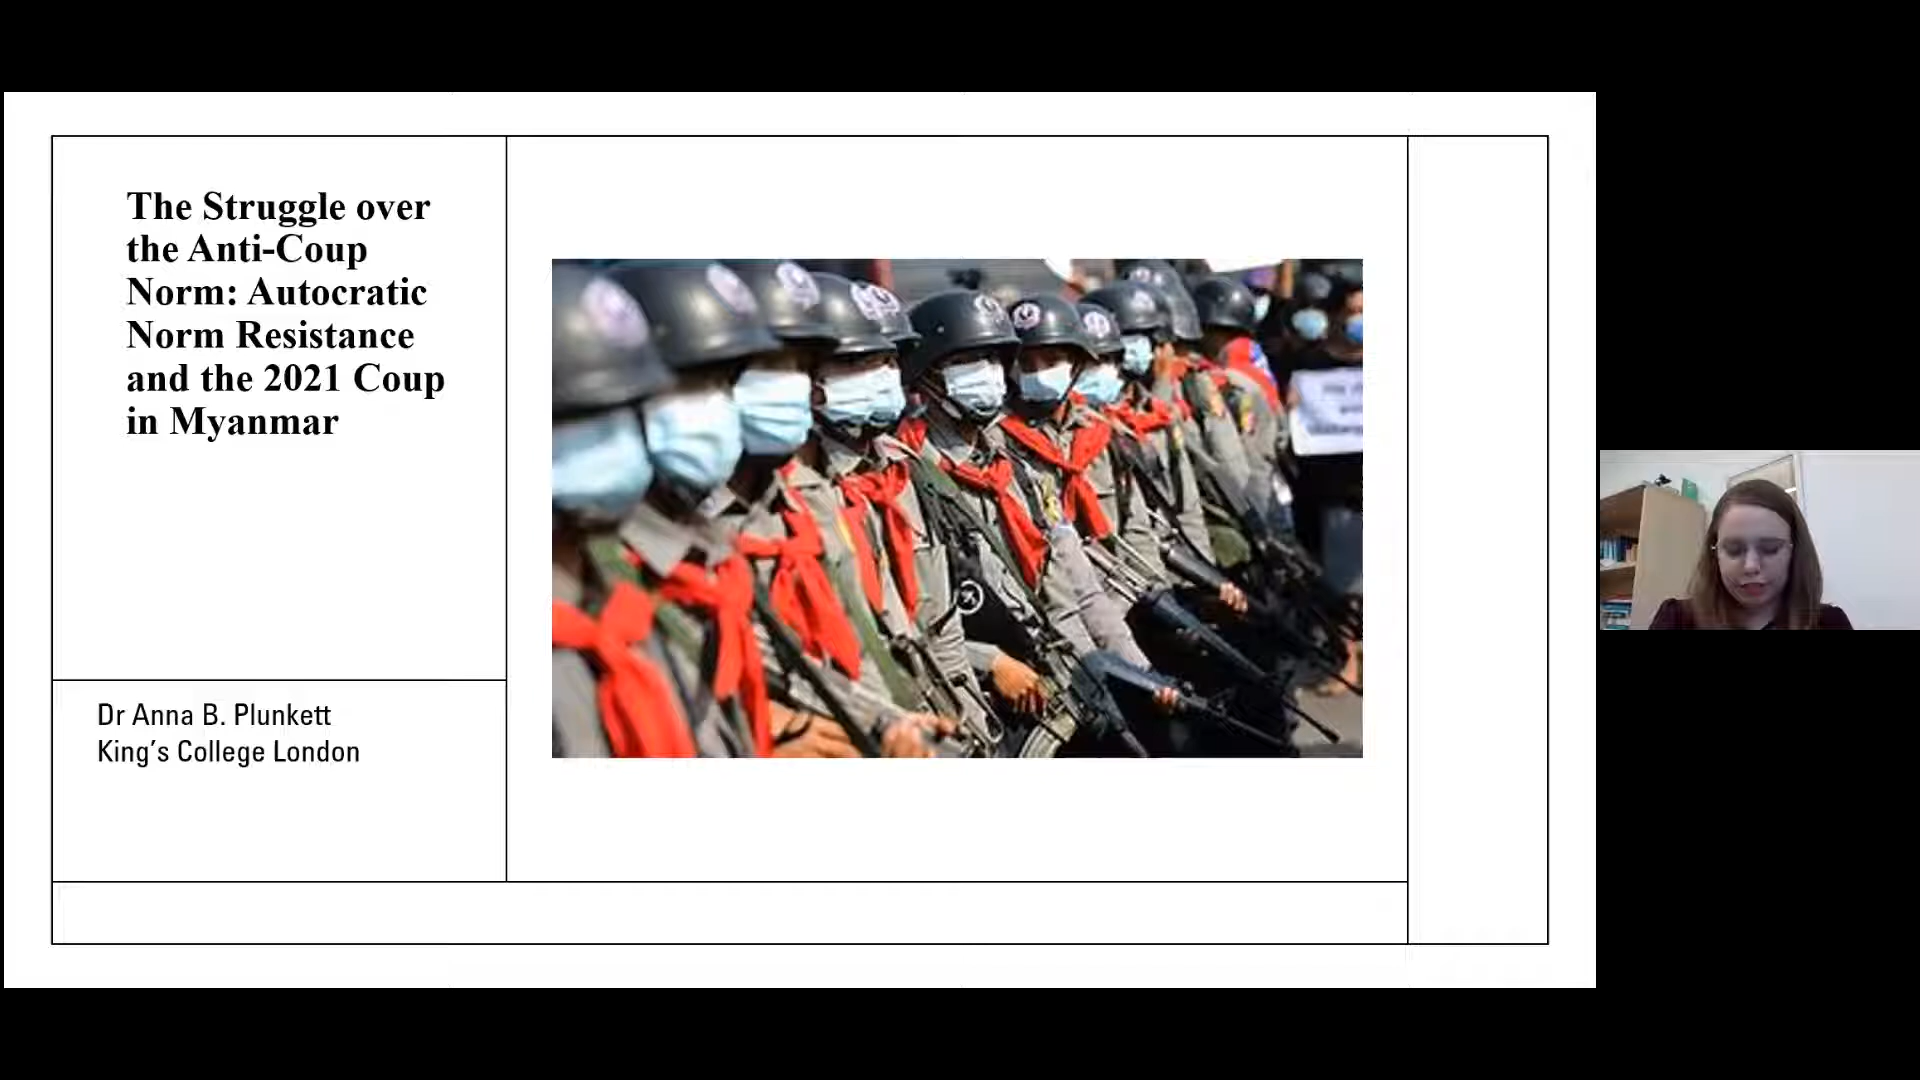 The Struggle over
the Anti-Coup
Norm: Autocratic
Norm Resistance
and the 2021 Coup
in Myanmar
Dr Anna B. Plunkett
King's College London